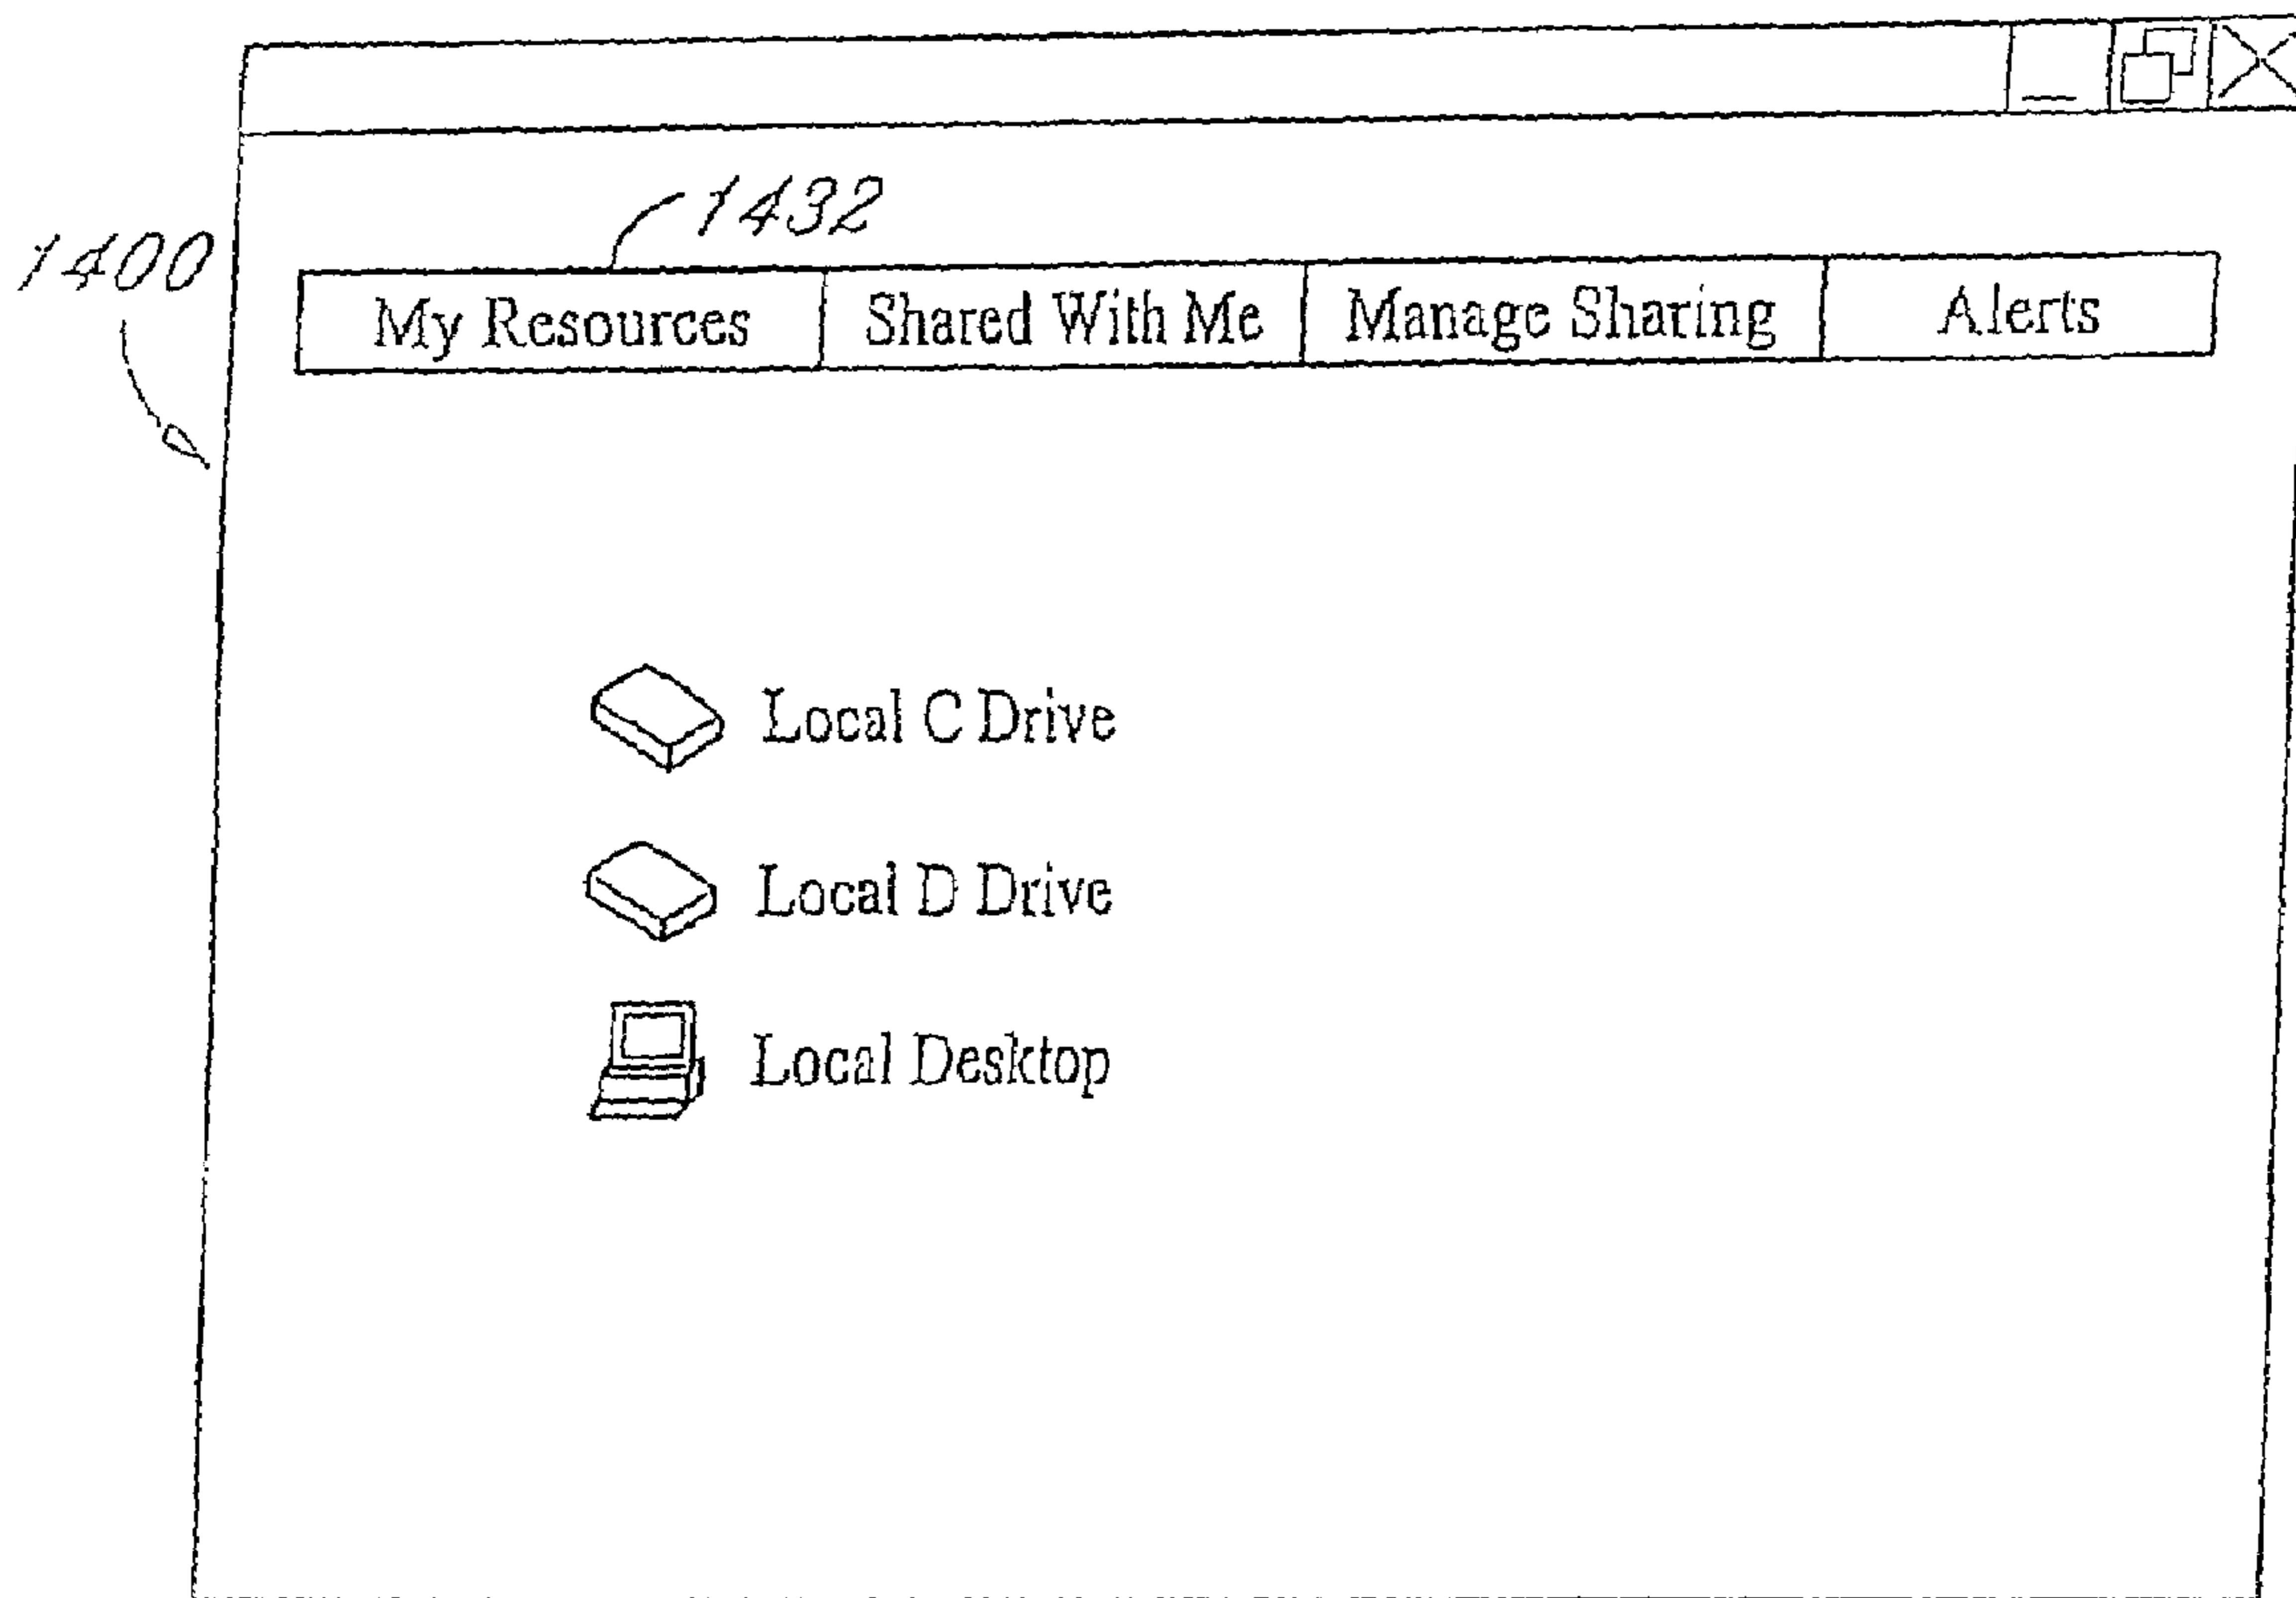 1432
1400
My Resources Shared With Me Manage Sharing Alerts
Local C Drive
Local D Drive
Local Desktop